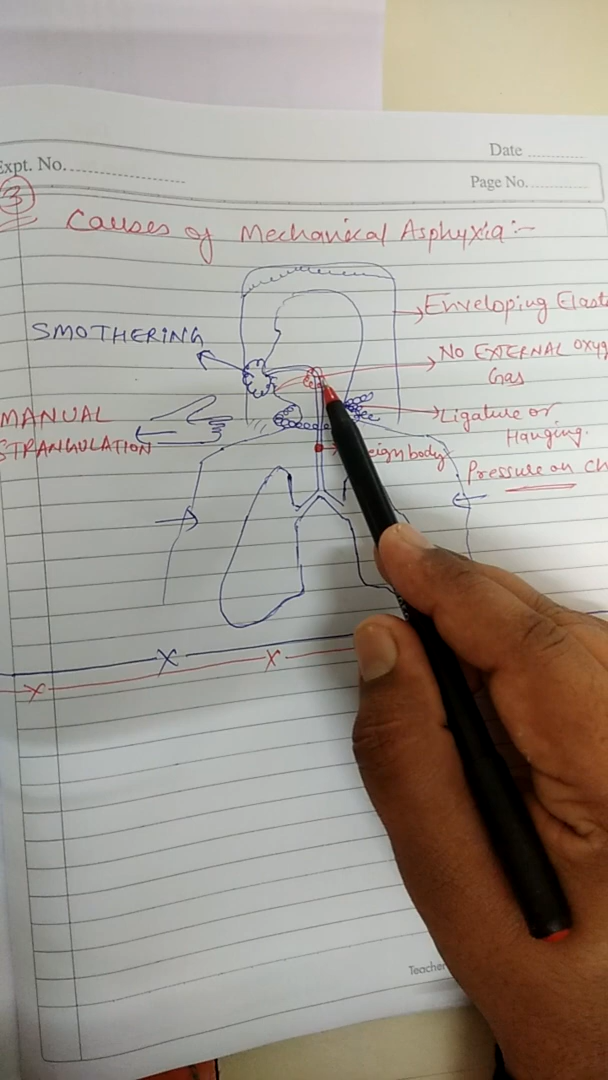 Expt. No.
Date
Page No.
3
Causes of Mechanical Asphyxia:-
Enveloping Elast
SMOTHERING
NO EXTERNAL OXYG
Gas
MANUAL
STRANGULATION
Ligature or
Hanging.
eign body
Pressure on Ch
X X
X
Teacher